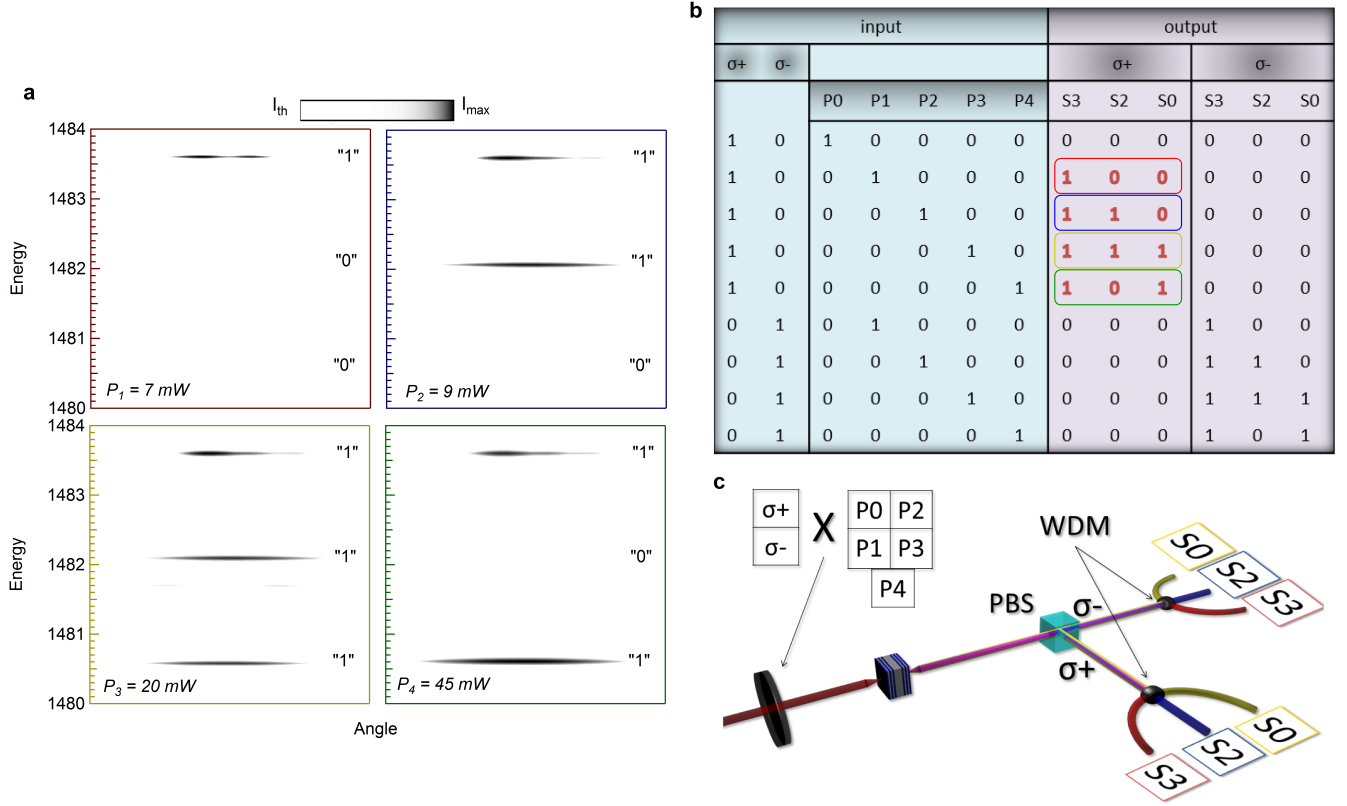 a
I_th I_max
1484
1483
1482
1481
1480
Energy
"1"
"0"
"0"
P_1 = 7 mW
"1"
"1"
"0"
P_2 = 9 mW
1484
1483
1482
1481
1480
Energy
"1"
"1"
"1"
P_3 = 20 mW
"1"
"0"
"1"
P_4 = 45 mW
Angle
b
input output
σ+ σ- σ+ σ-
P0 P1 P2 P3 P4 S3 S2 S0 S3 S2 S0
1 0 1 0 0 0 0 0 0 0 0 0 0
1 0 0 1 0 0 0 1 0 0 0 0 0
1 0 0 0 1 0 0 1 1 0 0 0 0
1 0 0 0 0 1 0 1 1 1 0 0 0
1 0 0 0 0 0 1 1 0 1 0 0 0
0 1 0 1 0 0 0 0 0 0 1 0 0
0 1 0 0 1 0 0 0 0 0 1 1 0
0 1 0 0 0 1 0 0 0 0 1 1 1
0 1 0 0 0 0 1 0 0 0 1 0 1
c
σ+
σ-
X
P0 P2
P1 P3
P4
WDM
PBS
σ-
σ+
S0
S2
S3
S0
S2
S3